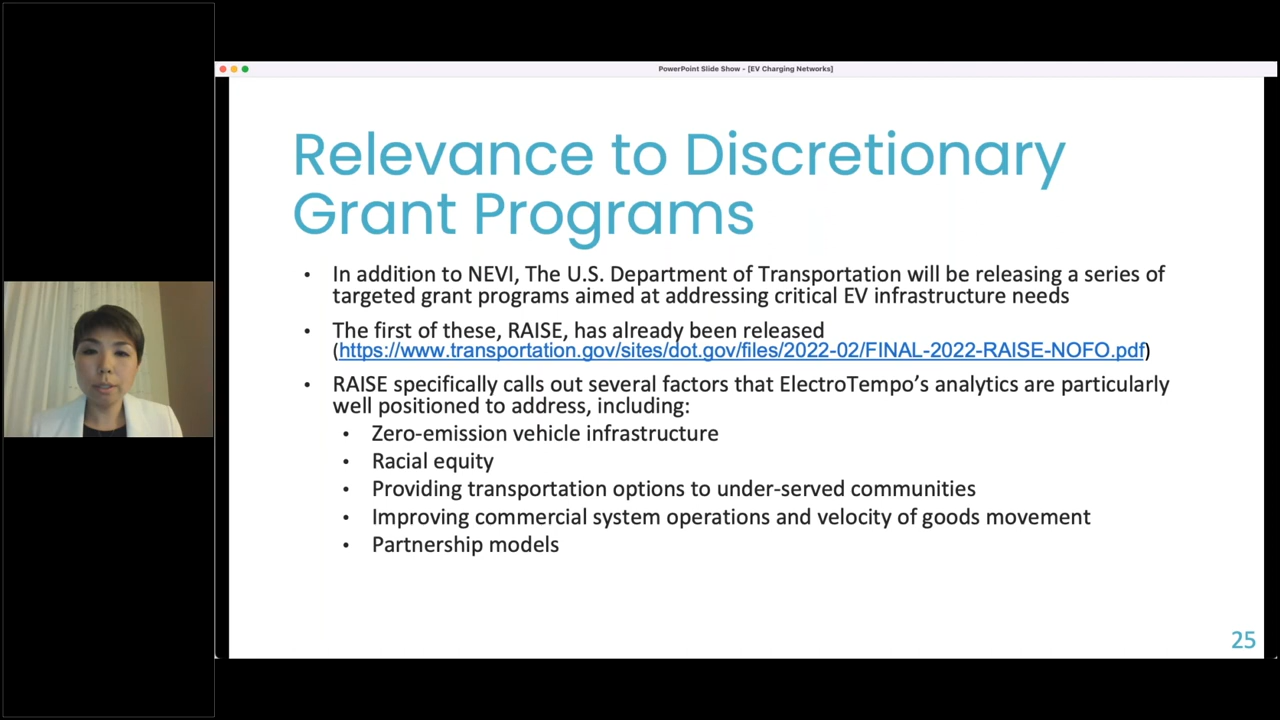 PowerPoint Slide Show - [EV Charging Networks]
Relevance to Discretionary
Grant Programs
• In addition to NEVI, The U.S. Department of Transportation will be releasing a series of
targeted grant programs aimed at addressing critical EV infrastructure needs
• The first of these, RAISE, has already been released
(https://www.transportation.gov/sites/dot.gov/files/2022-02/FINAL-2022-RAISE-NOFO.pdf)
• RAISE specifically calls out several factors that ElectroTempo’s analytics are particularly
well positioned to address, including:
• Zero-emission vehicle infrastructure
• Racial equity
• Providing transportation options to under-served communities
• Improving commercial system operations and velocity of goods movement
• Partnership models
25